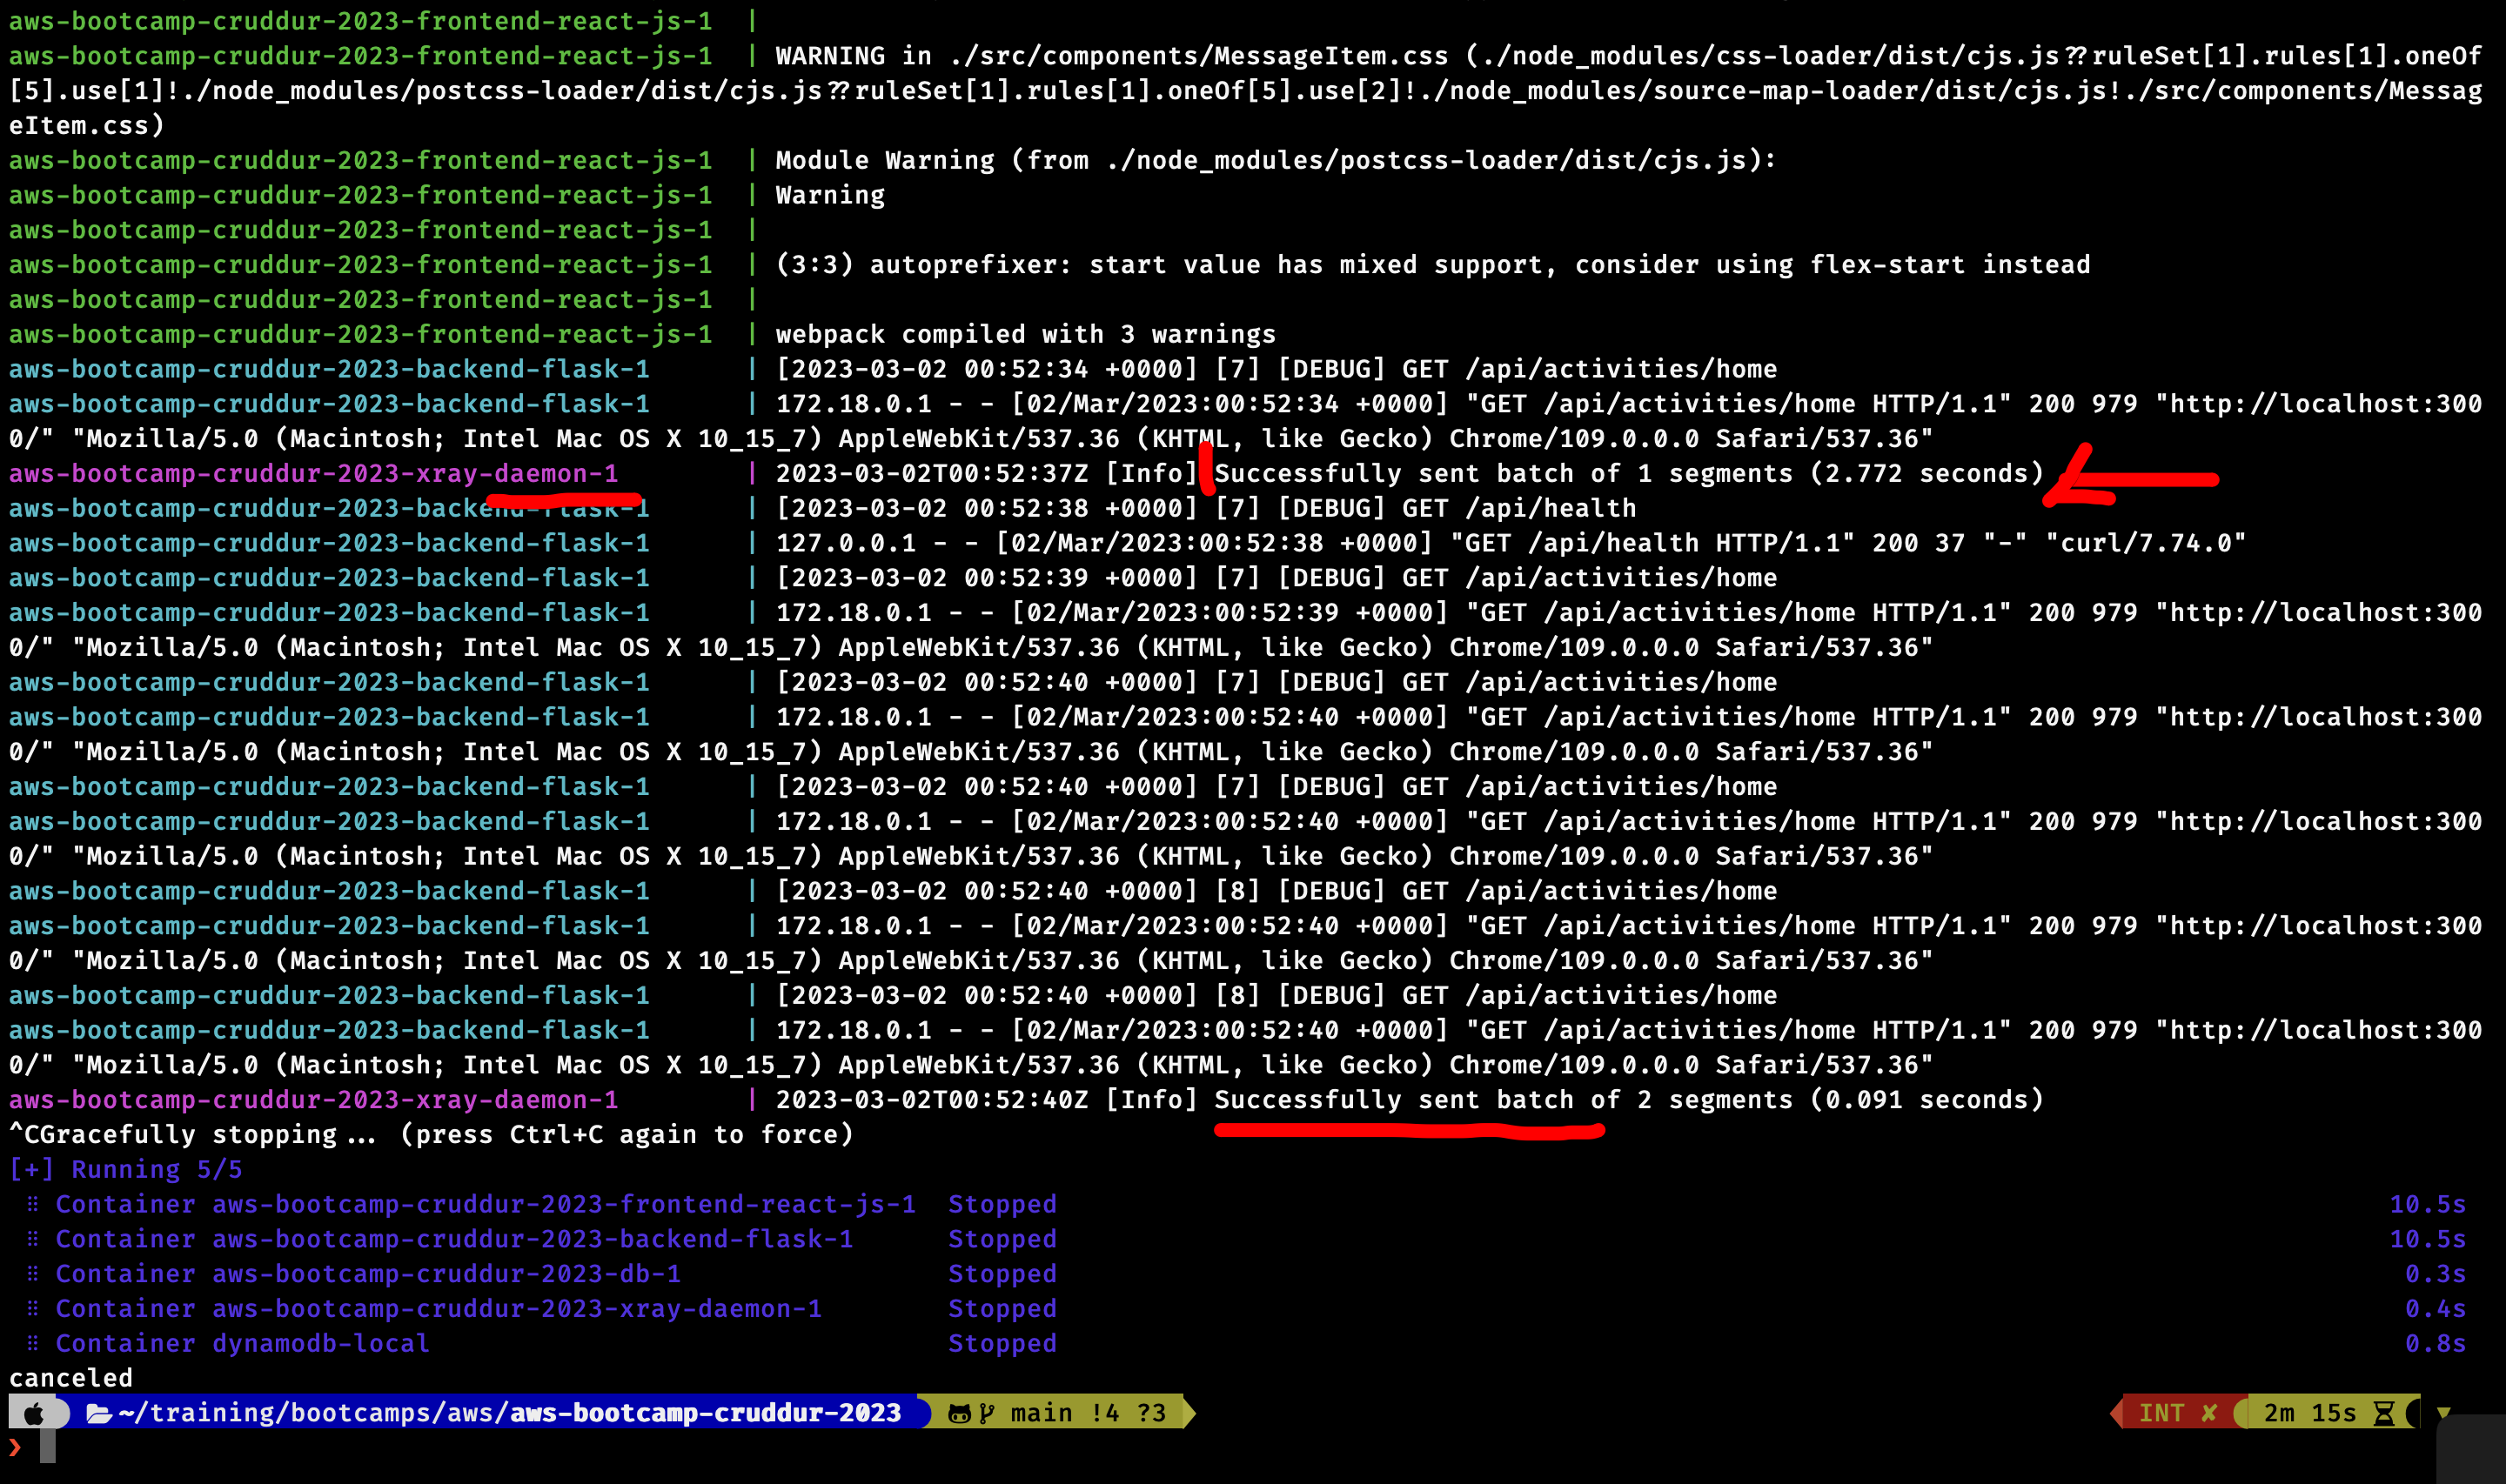 aws-bootcamp-cruddur-2023-frontend-react-js-1  |
aws-bootcamp-cruddur-2023-frontend-react-js-1  | WARNING in ./src/components/MessageItem.css (./node_modules/css-loader/dist/cjs.js??ruleSet[1].rules[1].oneOf
[5].use[1]!./node_modules/postcss-loader/dist/cjs.js??ruleSet[1].rules[1].oneOf[5].use[2]!./node_modules/source-map-loader/dist/cjs.js!./src/components/Messag
eItem.css)
aws-bootcamp-cruddur-2023-frontend-react-js-1  | Module Warning (from ./node_modules/postcss-loader/dist/cjs.js):
aws-bootcamp-cruddur-2023-frontend-react-js-1  | Warning
aws-bootcamp-cruddur-2023-frontend-react-js-1  |
aws-bootcamp-cruddur-2023-frontend-react-js-1  | (3:3) autoprefixer: start value has mixed support, consider using flex-start instead
aws-bootcamp-cruddur-2023-frontend-react-js-1  |
aws-bootcamp-cruddur-2023-frontend-react-js-1  | webpack compiled with 3 warnings
aws-bootcamp-cruddur-2023-backend-flask-1      | [2023-03-02 00:52:34 +0000] [7] [DEBUG] GET /api/activities/home
aws-bootcamp-cruddur-2023-backend-flask-1      | 172.18.0.1 - - [02/Mar/2023:00:52:34 +0000] "GET /api/activities/home HTTP/1.1" 200 979 "http://localhost:300
0/" "Mozilla/5.0 (Macintosh; Intel Mac OS X 10_15_7) AppleWebKit/537.36 (KHTML, like Gecko) Chrome/109.0.0.0 Safari/537.36"
aws-bootcamp-cruddur-2023-xray-daemon-1        | 2023-03-02T00:52:37Z [Info] Successfully sent batch of 1 segments (2.772 seconds)
aws-bootcamp-cruddur-2023-backend-flask-1      | [2023-03-02 00:52:38 +0000] [7] [DEBUG] GET /api/health
aws-bootcamp-cruddur-2023-backend-flask-1      | 127.0.0.1 - - [02/Mar/2023:00:52:38 +0000] "GET /api/health HTTP/1.1" 200 37 "-" "curl/7.74.0"
aws-bootcamp-cruddur-2023-backend-flask-1      | [2023-03-02 00:52:39 +0000] [7] [DEBUG] GET /api/activities/home
aws-bootcamp-cruddur-2023-backend-flask-1      | 172.18.0.1 - - [02/Mar/2023:00:52:39 +0000] "GET /api/activities/home HTTP/1.1" 200 979 "http://localhost:300
0/" "Mozilla/5.0 (Macintosh; Intel Mac OS X 10_15_7) AppleWebKit/537.36 (KHTML, like Gecko) Chrome/109.0.0.0 Safari/537.36"
aws-bootcamp-cruddur-2023-backend-flask-1      | [2023-03-02 00:52:40 +0000] [7] [DEBUG] GET /api/activities/home
aws-bootcamp-cruddur-2023-backend-flask-1      | 172.18.0.1 - - [02/Mar/2023:00:52:40 +0000] "GET /api/activities/home HTTP/1.1" 200 979 "http://localhost:300
0/" "Mozilla/5.0 (Macintosh; Intel Mac OS X 10_15_7) AppleWebKit/537.36 (KHTML, like Gecko) Chrome/109.0.0.0 Safari/537.36"
aws-bootcamp-cruddur-2023-backend-flask-1      | [2023-03-02 00:52:40 +0000] [7] [DEBUG] GET /api/activities/home
aws-bootcamp-cruddur-2023-backend-flask-1      | 172.18.0.1 - - [02/Mar/2023:00:52:40 +0000] "GET /api/activities/home HTTP/1.1" 200 979 "http://localhost:300
0/" "Mozilla/5.0 (Macintosh; Intel Mac OS X 10_15_7) AppleWebKit/537.36 (KHTML, like Gecko) Chrome/109.0.0.0 Safari/537.36"
aws-bootcamp-cruddur-2023-backend-flask-1      | [2023-03-02 00:52:40 +0000] [8] [DEBUG] GET /api/activities/home
aws-bootcamp-cruddur-2023-backend-flask-1      | 172.18.0.1 - - [02/Mar/2023:00:52:40 +0000] "GET /api/activities/home HTTP/1.1" 200 979 "http://localhost:300
0/" "Mozilla/5.0 (Macintosh; Intel Mac OS X 10_15_7) AppleWebKit/537.36 (KHTML, like Gecko) Chrome/109.0.0.0 Safari/537.36"
aws-bootcamp-cruddur-2023-backend-flask-1      | [2023-03-02 00:52:40 +0000] [8] [DEBUG] GET /api/activities/home
aws-bootcamp-cruddur-2023-backend-flask-1      | 172.18.0.1 - - [02/Mar/2023:00:52:40 +0000] "GET /api/activities/home HTTP/1.1" 200 979 "http://localhost:300
0/" "Mozilla/5.0 (Macintosh; Intel Mac OS X 10_15_7) AppleWebKit/537.36 (KHTML, like Gecko) Chrome/109.0.0.0 Safari/537.36"
aws-bootcamp-cruddur-2023-xray-daemon-1        | 2023-03-02T00:52:40Z [Info] Successfully sent batch of 2 segments (0.091 seconds)
^CGracefully stopping... (press Ctrl+C again to force)
[+] Running 5/5
⠿ Container aws-bootcamp-cruddur-2023-frontend-react-js-1  Stopped 10.5s
⠿ Container aws-bootcamp-cruddur-2023-backend-flask-1      Stopped 10.5s
⠿ Container aws-bootcamp-cruddur-2023-db-1                 Stopped 0.3s
⠿ Container aws-bootcamp-cruddur-2023-xray-daemon-1        Stopped 0.4s
⠿ Container dynamodb-local                                 Stopped 0.8s
canceled
~/training/bootcamps/aws/aws-bootcamp-cruddur-2023 main !4 ?3 INT ✘ 2m 15s
❯